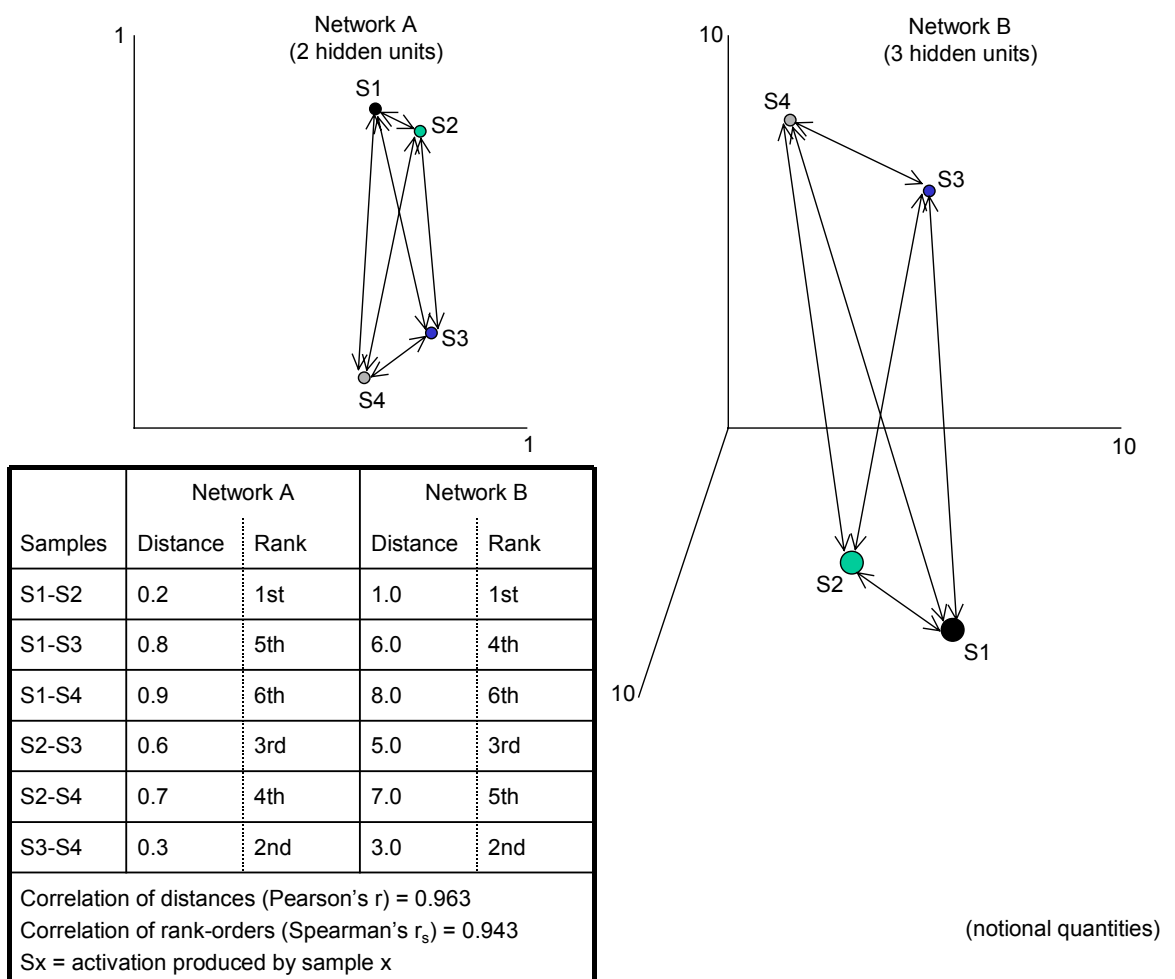 Network A
(2 hidden units)
1
S1
S2
S3
S4
1
Network B
(3 hidden units)
10
S4
S3
10
S2
S1
10
Network A Network B
Samples Distance Rank Distance Rank
S1-S2 0.2 1st 1.0 1st
S1-S3 0.8 5th 6.0 4th
S1-S4 0.9 6th 8.0 6th
S2-S3 0.6 3rd 5.0 3rd
S2-S4 0.7 4th 7.0 5th
S3-S4 0.3 2nd 3.0 2nd
Correlation of distances (Pearson's r) = 0.963
Correlation of rank-orders (Spearman's rs) = 0.943
Sx = activation produced by sample x
(notional quantities)